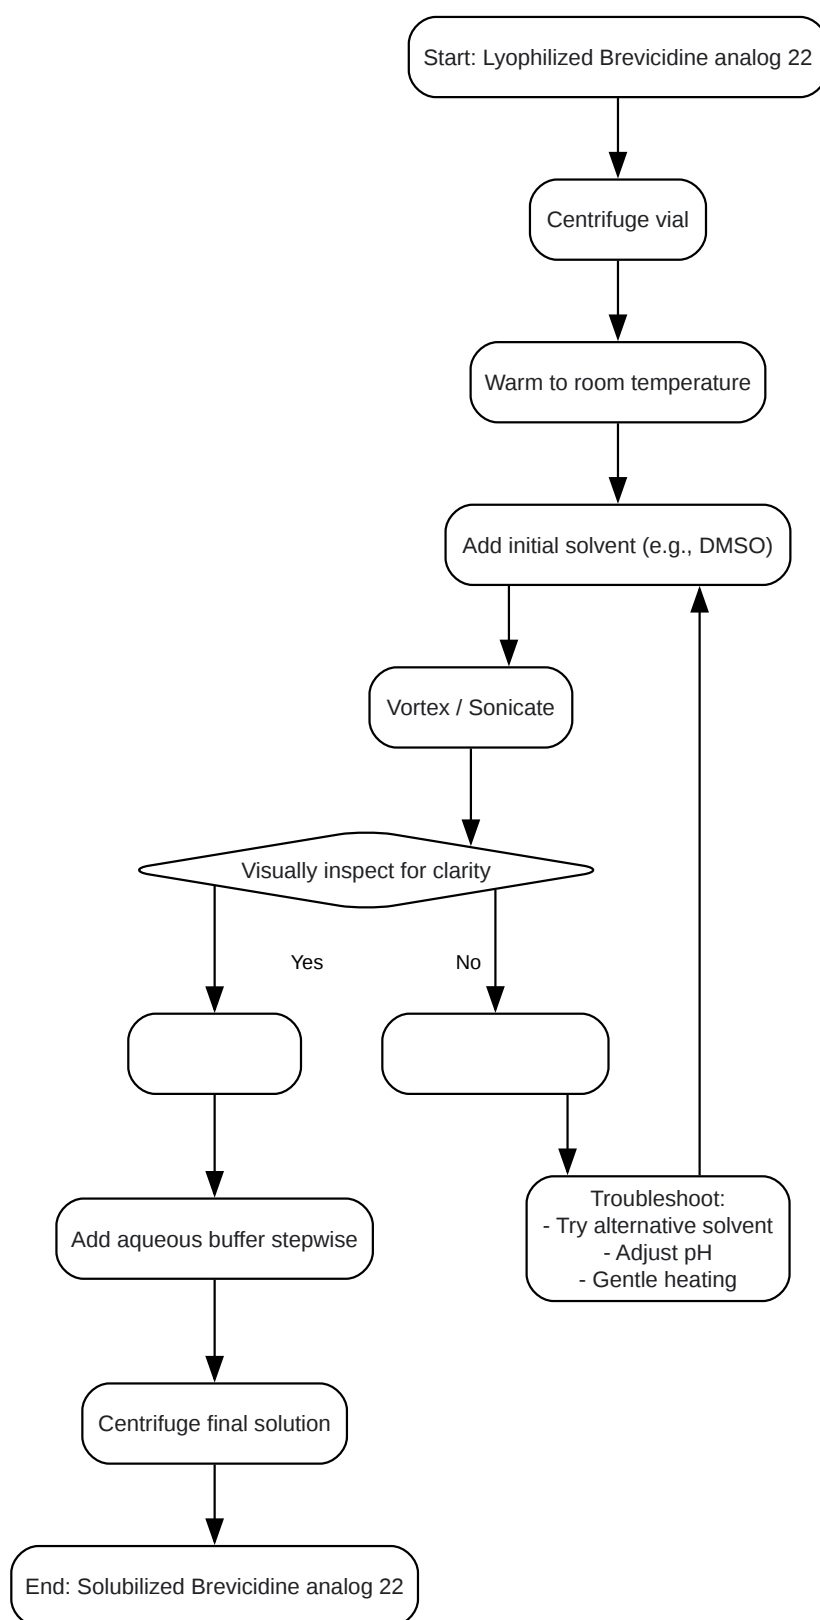 Start: Lyophilized Brevicidine analog 22
Centrifuge vial
Warm to room temperature
Add initial solvent (e.g., DMSO)
Vortex / Sonicate
Visually inspect for clarity
Yes
No
Troubleshoot:
- Try alternative solvent
- Adjust pH
- Gentle heating
Add aqueous buffer stepwise
Centrifuge final solution
End: Solubilized Brevicidine analog 22